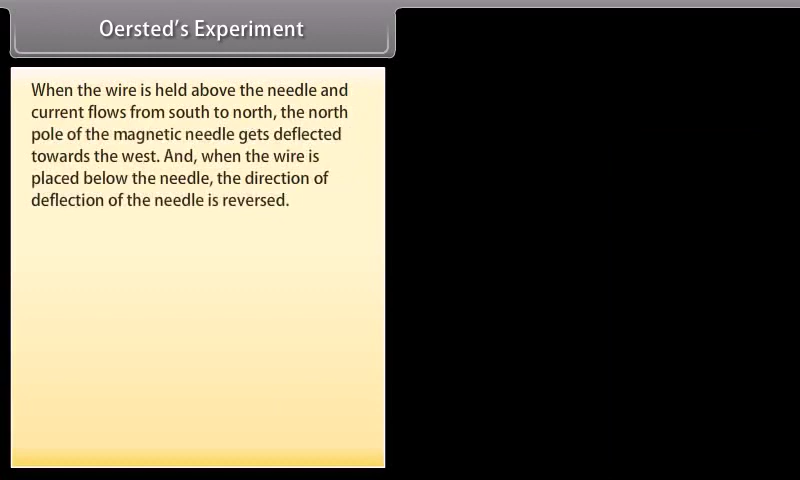 Oersted's Experiment
When the wire is held above the needle and
current flows from south to north, the north
pole of the magnetic needle gets deflected
towards the west. And, when the wire is
placed below the needle, the direction of
deflection of the needle is reversed.